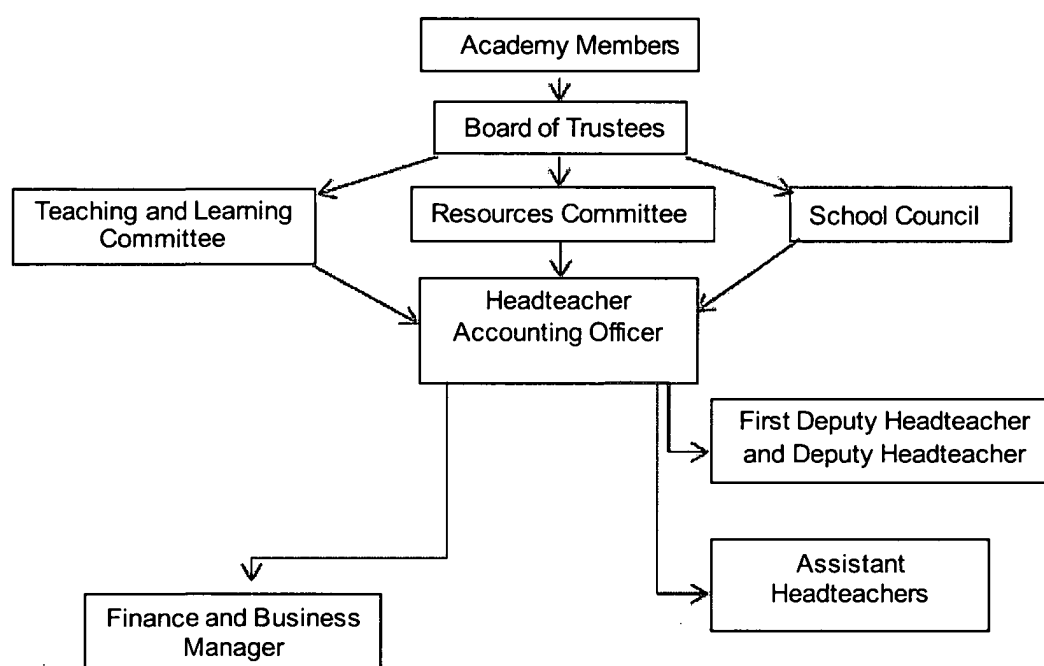 Academy Members
Board of Trustees
Teaching and Learning
Committee
Resources Committee
School Council
Headteacher
Accounting Officer
First Deputy Headteacher
and Deputy Headteacher
Assistant
Headteachers
Finance and Business
Manager